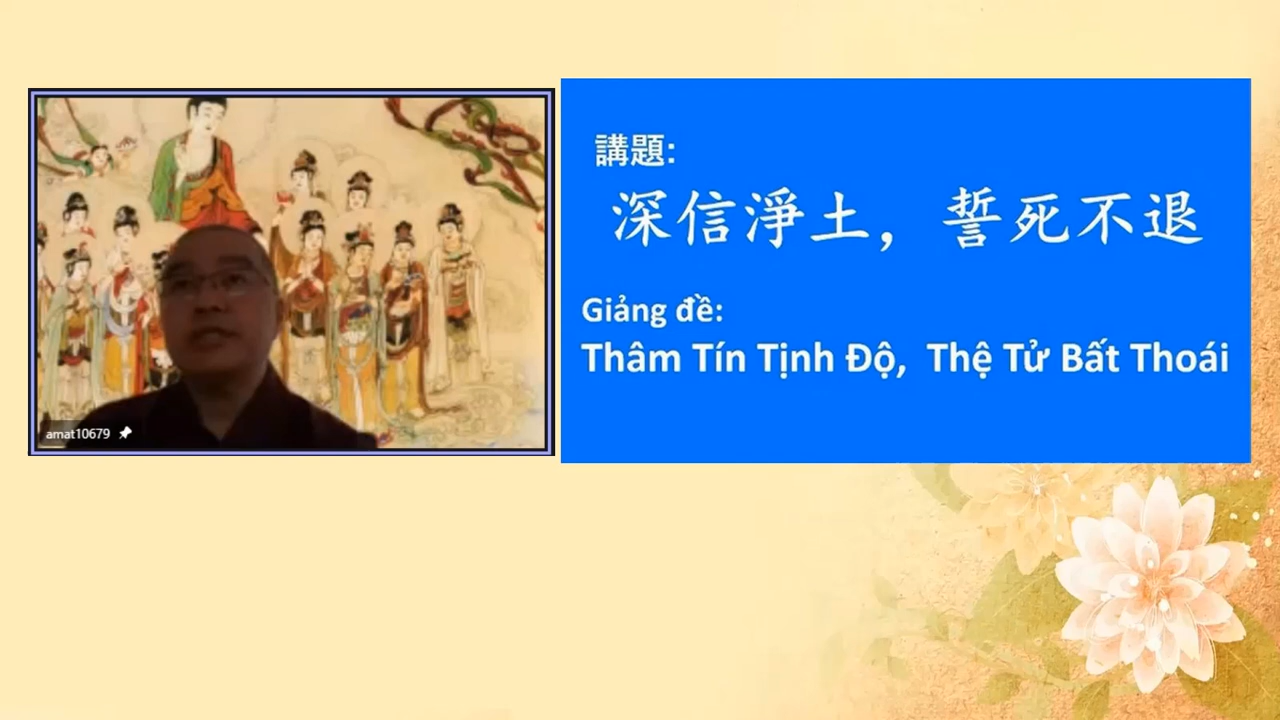 amat10679
講題:
深信淨土，誓死不退
Giảng đề:
Thâm Tín Tịnh Độ, Thệ Tử Bất Thoái